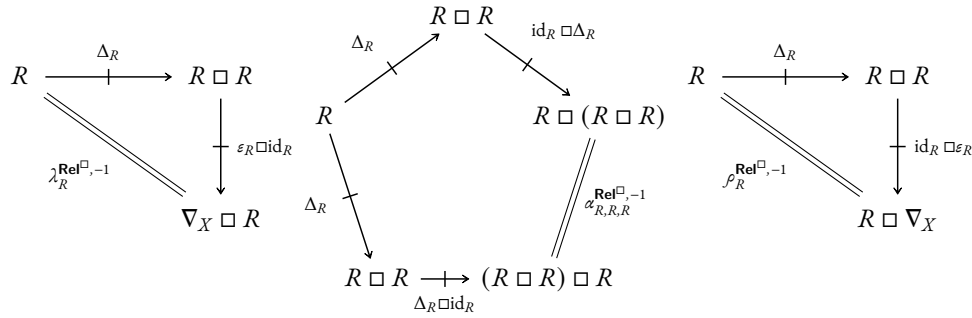 R Δ_R R □ R
ε_R □ id_R
λ_R^{Rel^□,-1}
∇_X □ R
R □ R
Δ_R id_R □ Δ_R
R R □ (R □ R)
Δ_R α_{R,R,R}^{Rel^□,-1}
R □ R Δ_R □ id_R (R □ R) □ R
R Δ_R R □ R
id_R □ ε_R
ρ_R^{Rel^□,-1}
R □ ∇_X